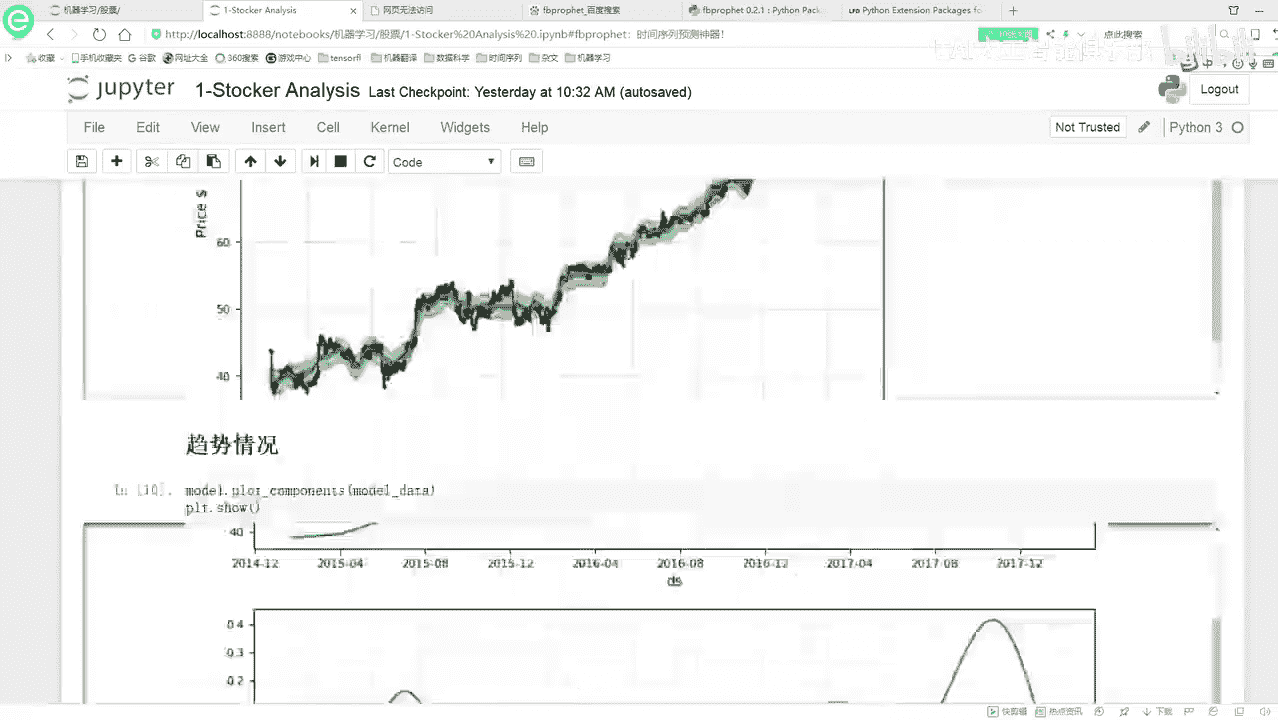 机器学习/股票/
1-Stocker Analysis
网页无法访问
fbprophet_百度搜索
fbprophet 0.2.1 : Python Pack
Python Extension Packages fo
http://localhost:8888/notebooks/机器学习/股票/1-Stocker%20Analysis%20.ipynb#fbprophet：时间序列预测神器！
点此搜索
收藏
手机收藏夹
谷歌
网址大全
360搜索
游戏中心
tensorfl
机器翻译
数据科学
时间序列
杂文
机器学习
jupyter
1-Stocker Analysis
Last Checkpoint: Yesterday at 10:32 AM (autosaved)
Logout
File
Edit
View
Insert
Cell
Kernel
Widgets
Help
Not Trusted
Python 3
Code
Price $
60
50
40
趋势情况
In [10]:
model.plot_components(model_data)
plt.show()
40
2014-12
2015-04
2015-08
2015-12
2016-04
2016-08
2016-12
2017-04
2017-08
2017-12
ds
0.4
0.3
0.2
快剪辑
热点资讯
下载